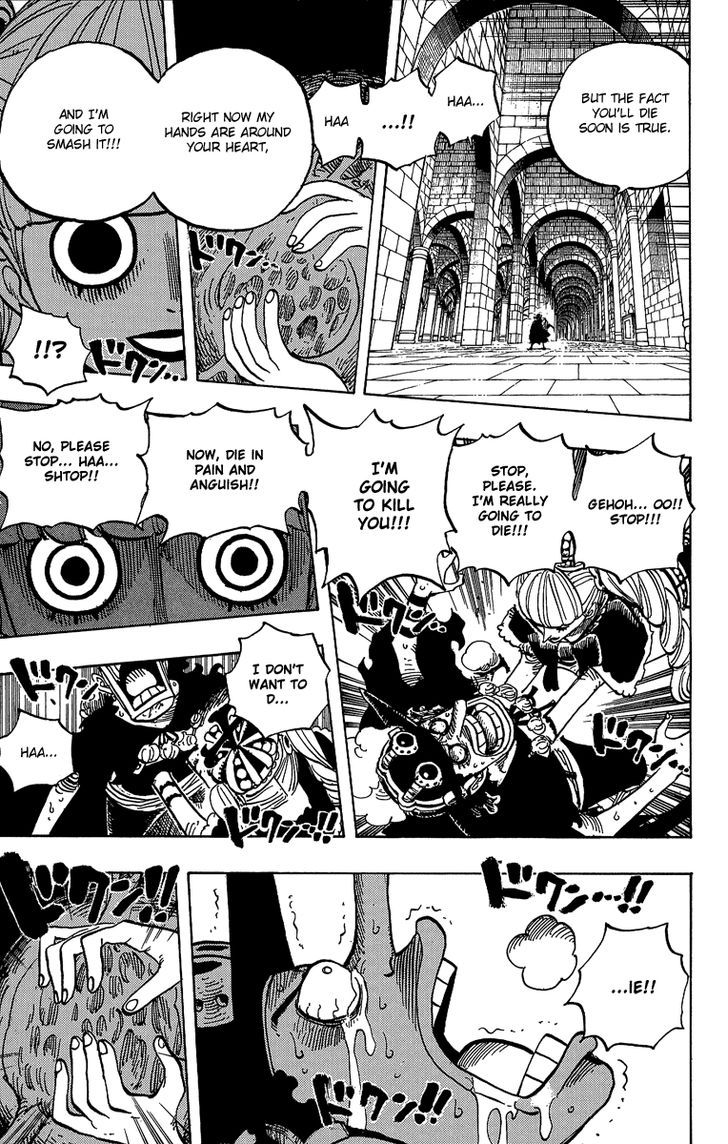 BUT THE FACT
YOU'LL DIE
SOON IS TRUE.
HAA...
...!!
HAA
RIGHT NOW MY
HANDS ARE AROUND
YOUR HEART,
ドクン...
AND I'M
GOING TO
SMASH IT!!!
!!?
ドクン...
GEHOH... OO!!
STOP!!!
STOP,
PLEASE.
I'M REALLY
GOING TO
DIE!!!
I'M
GOING
TO KILL
YOU!!!
ドクン...
ドクン...
NOW, DIE IN
PAIN AND
ANGUISH!!
NO, PLEASE
STOP... HAA...
SHTOP!!
I DON'T
WANT TO
D...
ドクン
HAA...
ドクン!!
ドクン...!!
...IE!!
ドクン!!
ドクン!!